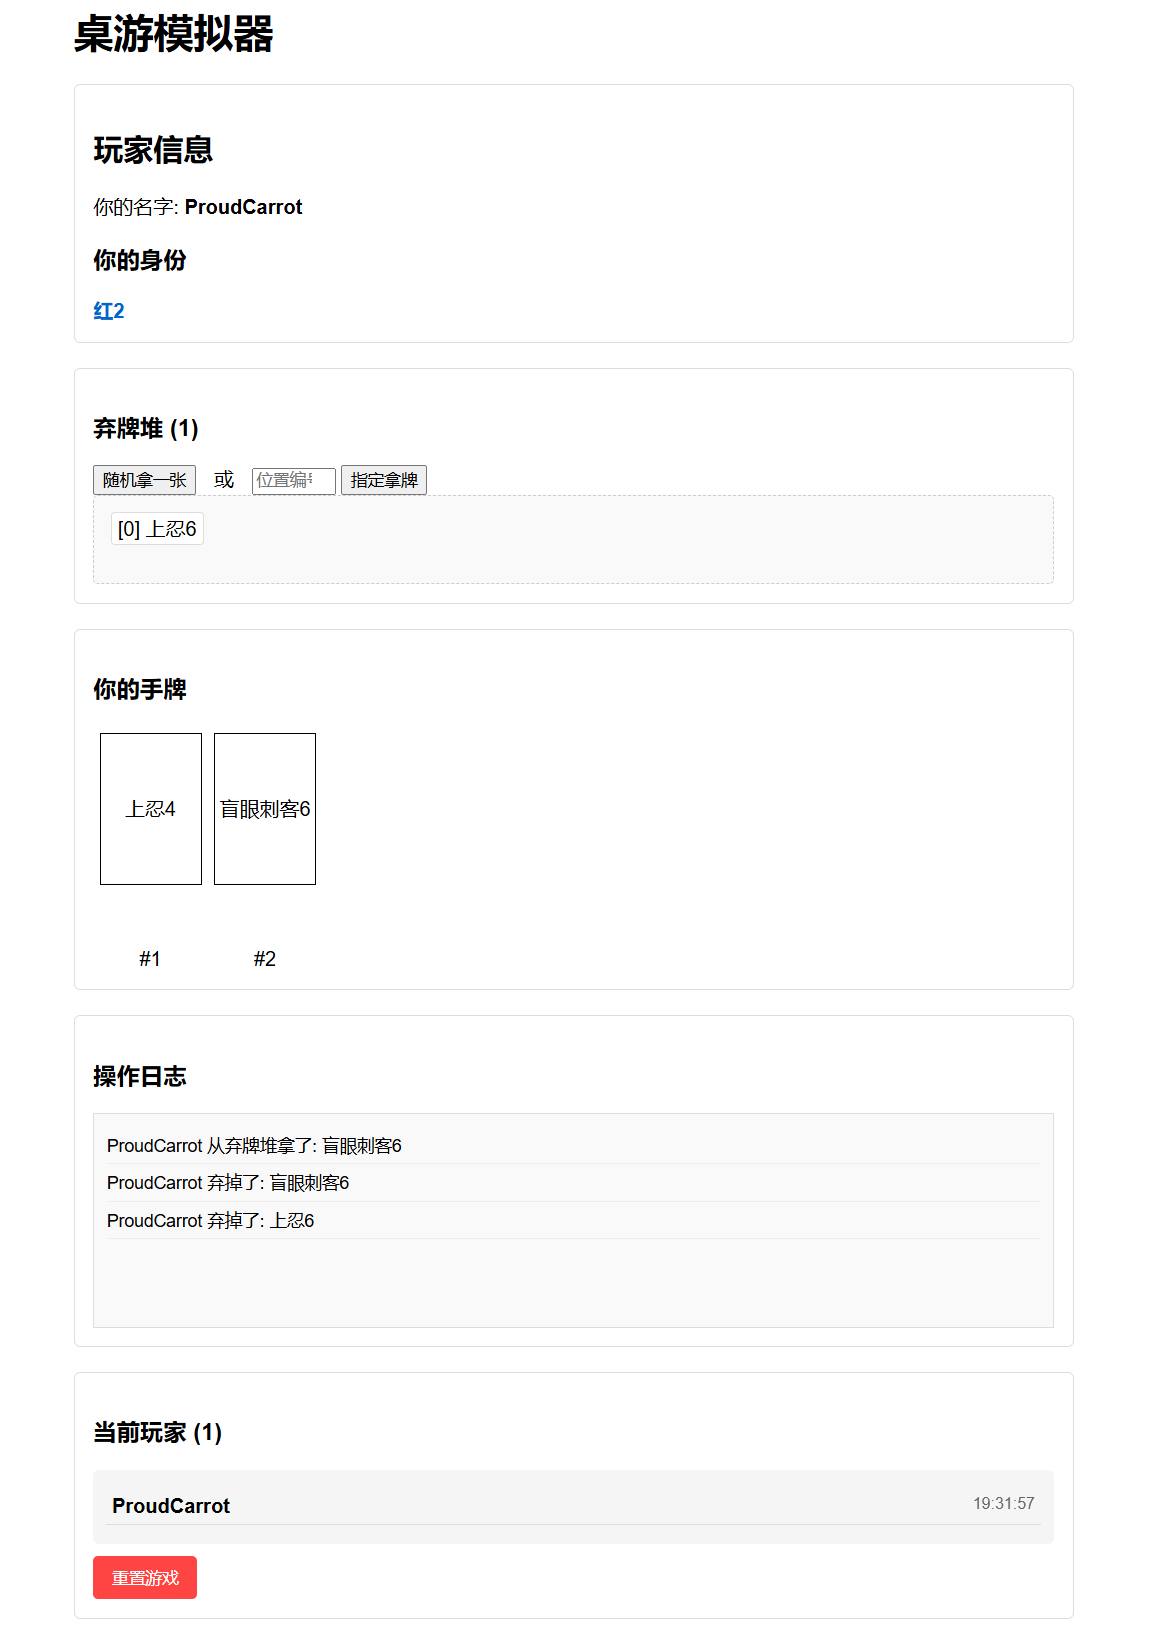 桌游模拟器
玩家信息
你的名字: ProudCarrot
你的身份
红2
弃牌堆 (1)
随机拿一张 或 位置编号 指定拿牌
[0] 上忍6
你的手牌
上忍4 盲眼刺客6
#1 #2
操作日志
ProudCarrot 从弃牌堆拿了: 盲眼刺客6
ProudCarrot 弃掉了: 盲眼刺客6
ProudCarrot 弃掉了: 上忍6
当前玩家 (1)
ProudCarrot 19:31:57
重置游戏